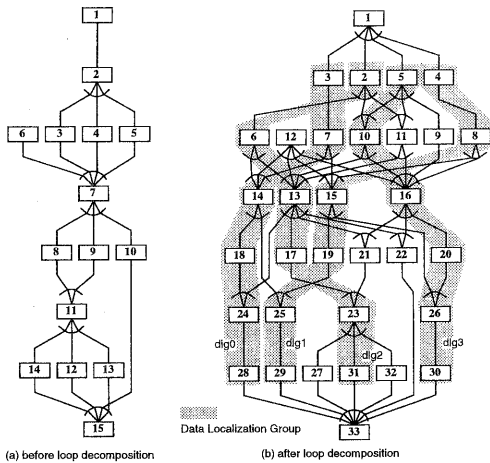 1
2
6 3 4 5
7
8 9 10
11
14 12 13
15
(a) before loop decomposition
1
3 2 5 4
6 12 7 10 11 9 8
14 13 15 16
18 17 19 21 22 20
24 25 23 26
dlg0 dlg1 dlg2 dlg3
28 29 27 31 32 30
33
Data Localization Group
(b) after loop decomposition